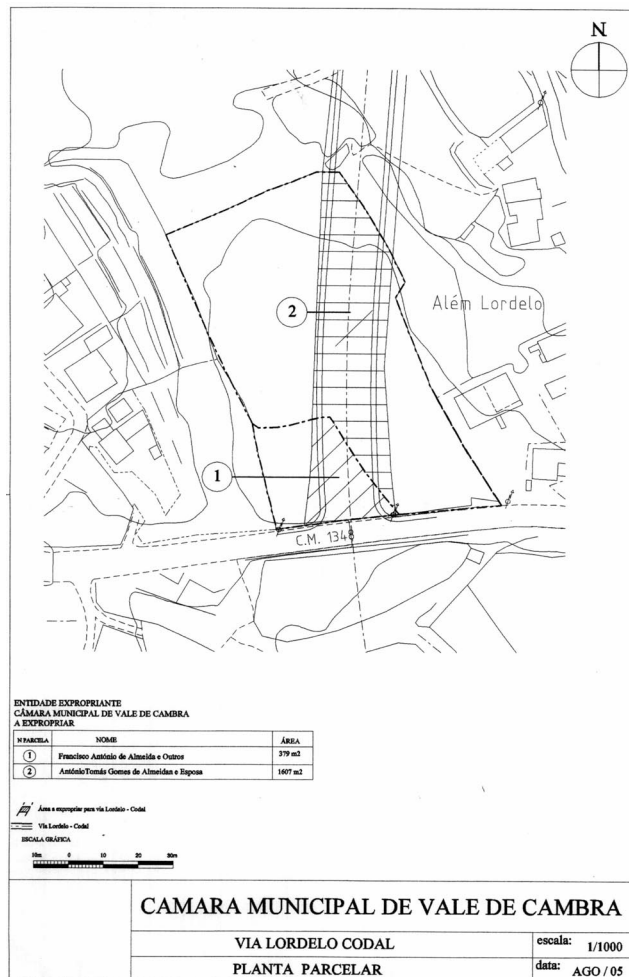 N
Além Lordelo
2
1
C.M. 1348
ENTIDADE EXPROPRIANTE
CÂMARA MUNICIPAL DE VALE DE CAMBRA
A EXPROPRIAR
Nº PARCELA NOME ÁREA
1 Francisco António de Almeida e Outros 379 m2
2 AntónioTomás Gomes de Almeidan e Esposa 1607 m2
Área a expropriar para via Lordelo - Codal
Via Lordelo - Codal
ESCALA GRÁFICA
10m 0 10 20 30m
CAMARA MUNICIPAL DE VALE DE CAMBRA
VIA LORDELO CODAL
escala: 1/1000
PLANTA PARCELAR
data: AGO / 05